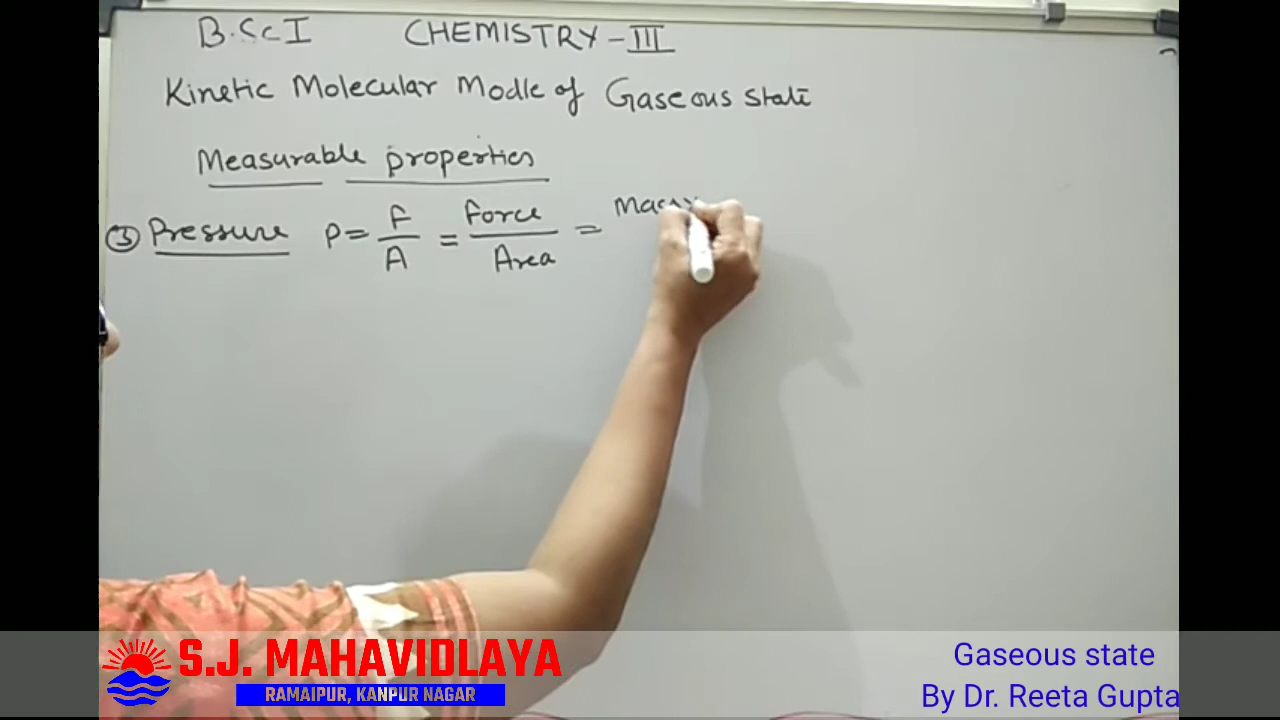 B.Sc I CHEMISTRY - III
Kinetic Molecular Modle of Gaseous state
Measurable properties
③ Pressure P = F/A = Force/Area =
S.J. MAHAVIDLAYA
RAMAIPUR, KANPUR NAGAR
Gaseous state
By Dr. Reeta Gupta